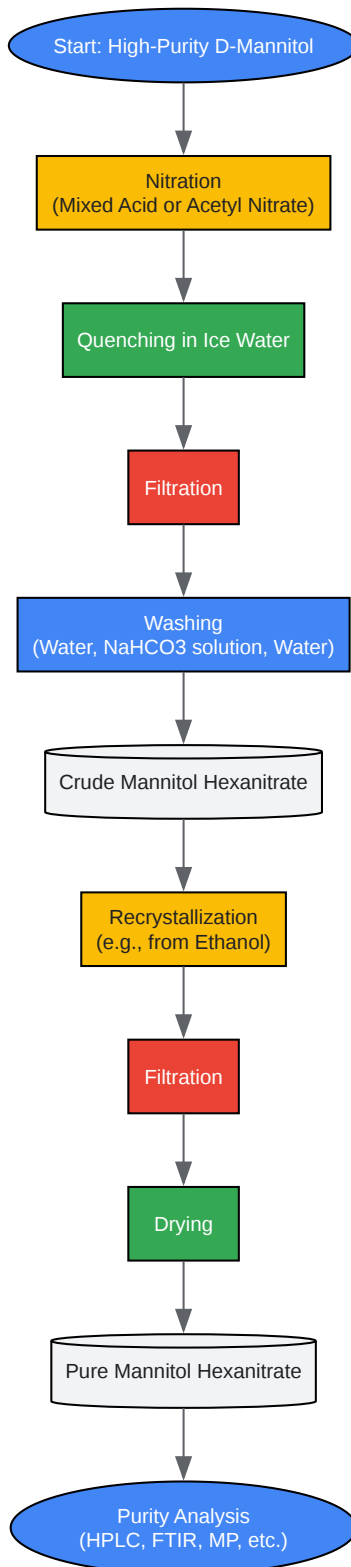 Start: High-Purity D-Mannitol
Nitration
(Mixed Acid or Acetyl Nitrate)
Quenching in Ice Water
Filtration
Washing
(Water, NaHCO3 solution, Water)
Crude Mannitol Hexanitrate
Recrystallization
(e.g., from Ethanol)
Filtration
Drying
Pure Mannitol Hexanitrate
Purity Analysis
(HPLC, FTIR, MP, etc.)